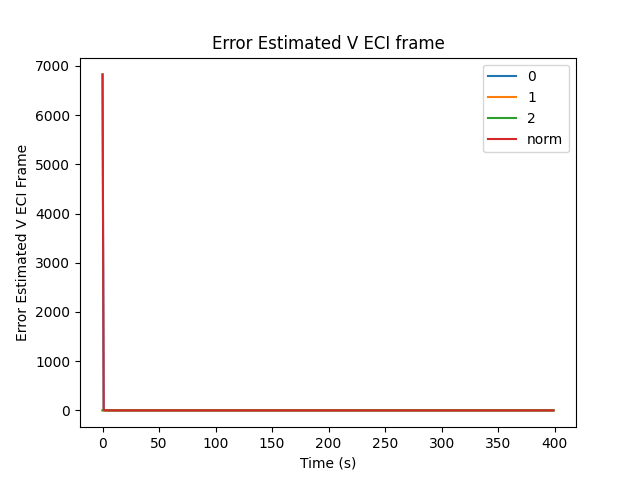 Error Estimated V ECI frame
7000
6000
5000
4000
3000
2000
1000
0
Error Estimated V ECI Frame
0
1
2
norm
0 50 100 150 200 250 300 350 400
Time (s)